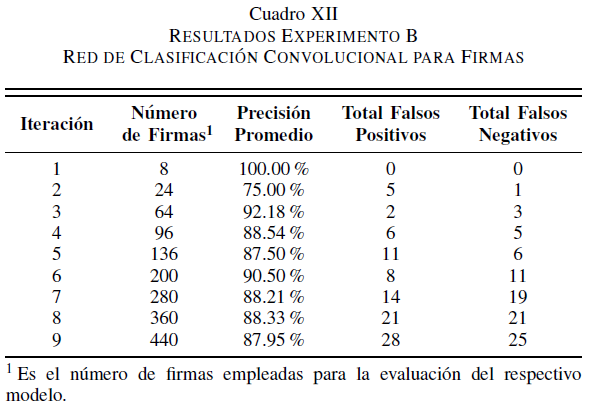 Cuadro XII
RESULTADOS EXPERIMENTO B
RED DE CLASIFICACIÓN CONVOLUCIONAL PARA FIRMAS
Iteración Número de Firmas¹ Precisión Promedio Total Falsos Positivos Total Falsos Negativos
1 8 100.00 % 0 0
2 24 75.00 % 5 1
3 64 92.18 % 2 3
4 96 88.54 % 6 5
5 136 87.50 % 11 6
6 200 90.50 % 8 11
7 280 88.21 % 14 19
8 360 88.33 % 21 21
9 440 87.95 % 28 25
¹ Es el número de firmas empleadas para la evaluación del respectivo
modelo.